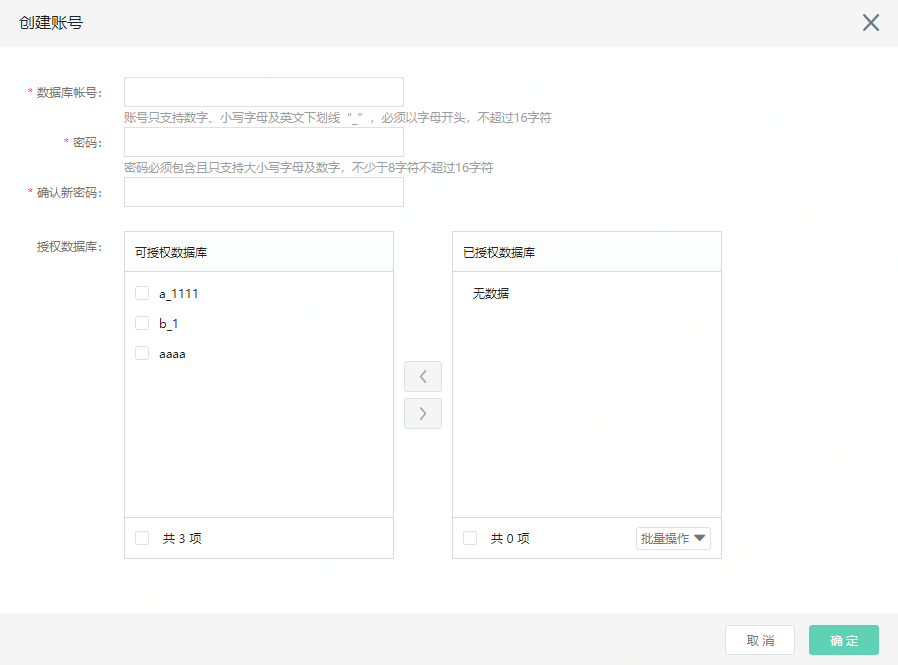 创建账号
* 数据库帐号:
账号只支持数字、小写字母及英文下划线“_”，必须以字母开头，不超过16字符
* 密码:
密码必须包含且只支持大小写字母及数字，不少于8字符不超过16字符
* 确认新密码:
授权数据库:
可授权数据库
已授权数据库
a_1111
无数据
b_1
aaaa
共 3 项
共 0 项
批量操作
取 消
确 定